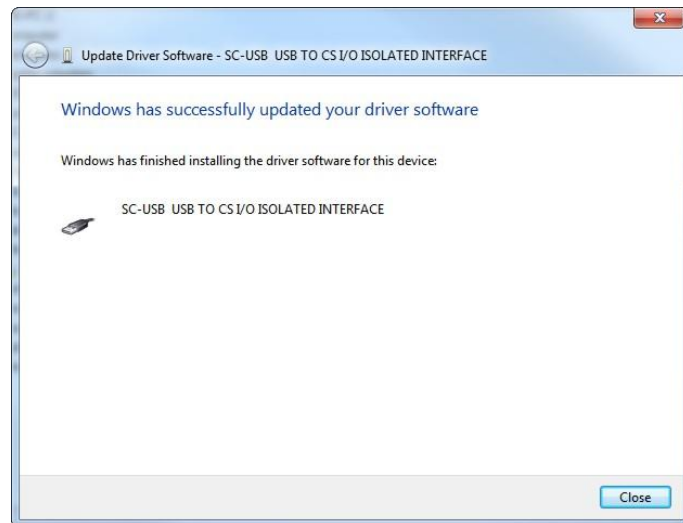 Update Driver Software - SC-USB  USB TO CS I/O ISOLATED INTERFACE
Windows has successfully updated your driver software
Windows has finished installing the driver software for this device:
SC-USB  USB TO CS I/O ISOLATED INTERFACE
Close